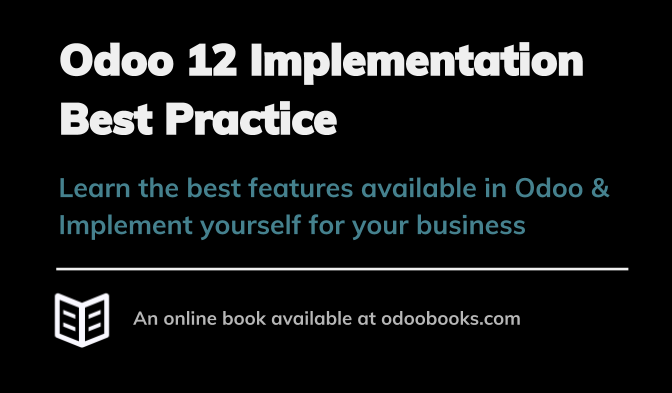 Odoo 12 Implementation
Best Practice
Learn the best features available in Odoo &
Implement yourself for your business
An online book available at odoobooks.com